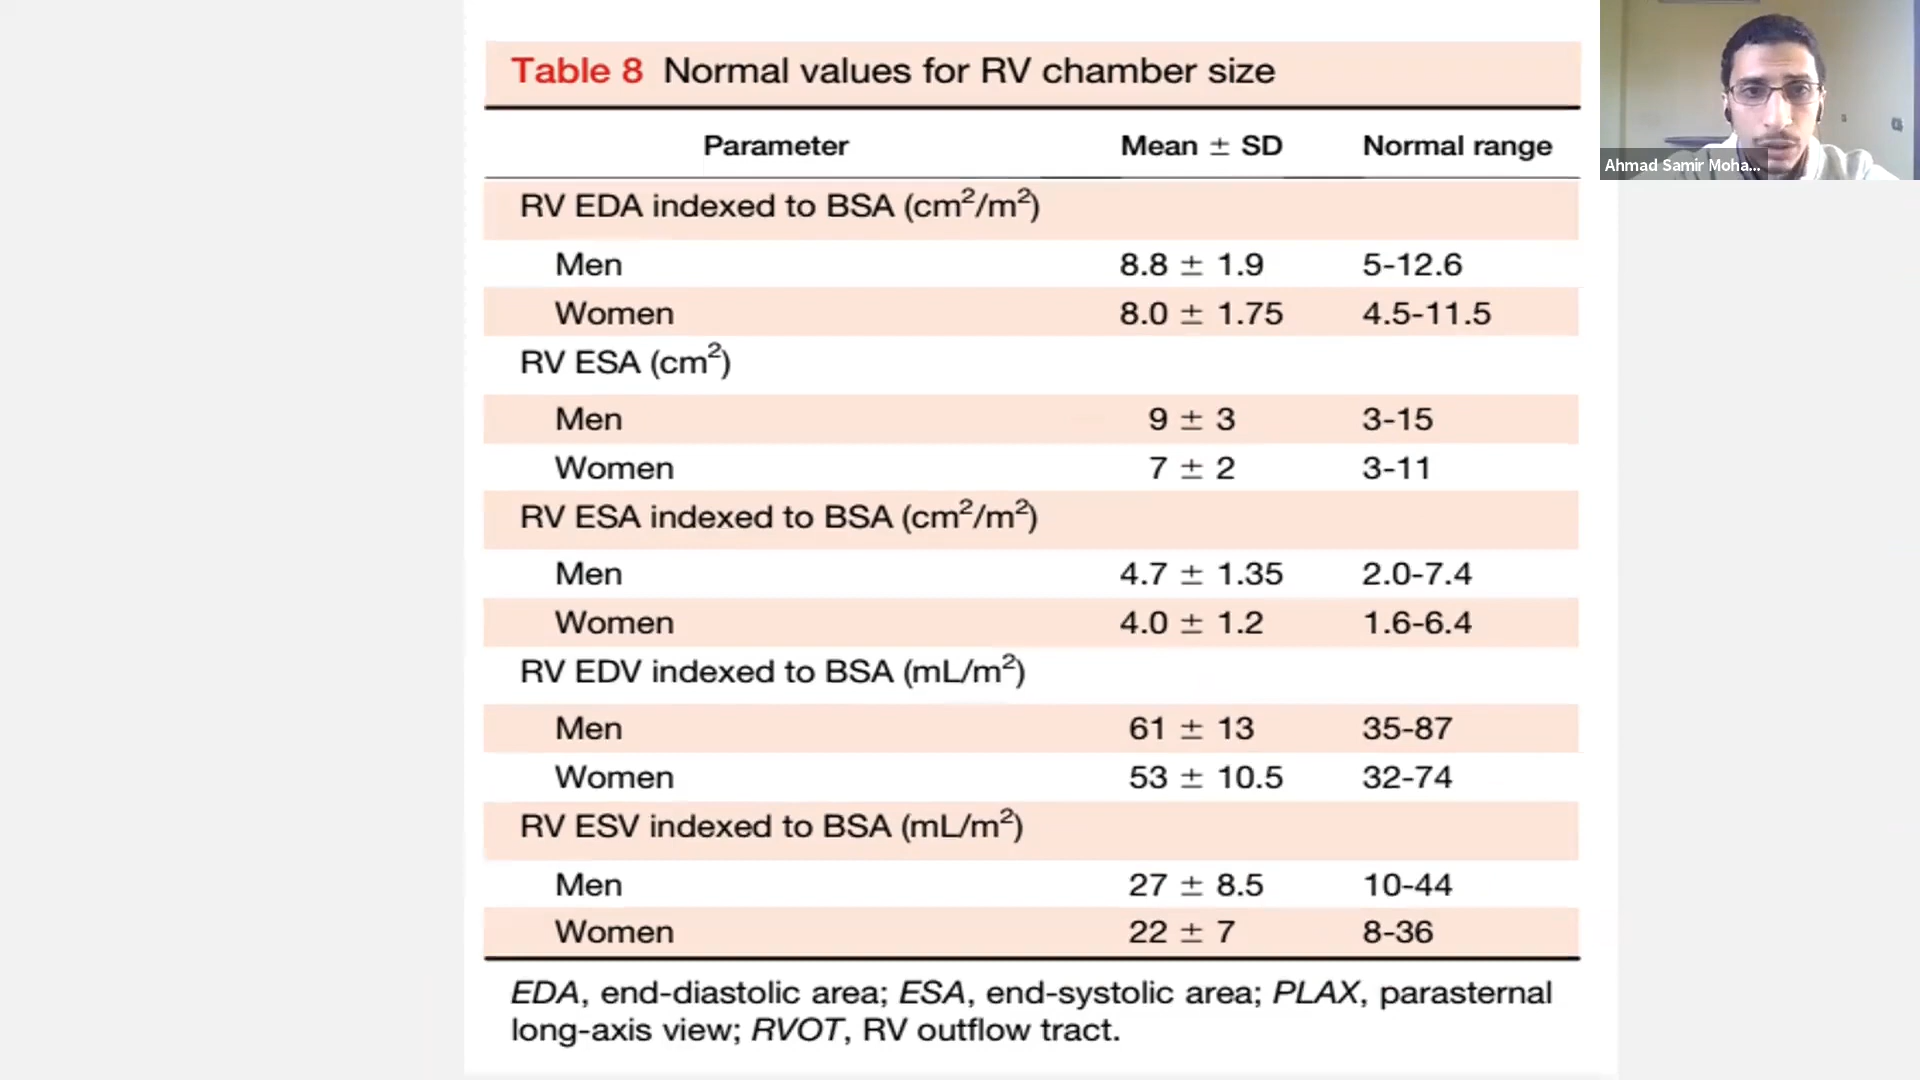 Table 8 Normal values for RV chamber size
Parameter Mean ± SD Normal range
RV EDA indexed to BSA (cm²/m²)
Men 8.8 ± 1.9 5-12.6
Women 8.0 ± 1.75 4.5-11.5
RV ESA (cm²)
Men 9 ± 3 3-15
Women 7 ± 2 3-11
RV ESA indexed to BSA (cm²/m²)
Men 4.7 ± 1.35 2.0-7.4
Women 4.0 ± 1.2 1.6-6.4
RV EDV indexed to BSA (mL/m²)
Men 61 ± 13 35-87
Women 53 ± 10.5 32-74
RV ESV indexed to BSA (mL/m²)
Men 27 ± 8.5 10-44
Women 22 ± 7 8-36
EDA, end-diastolic area; ESA, end-systolic area; PLAX, parasternal
long-axis view; RVOT, RV outflow tract.
Ahmad Samir Moha...